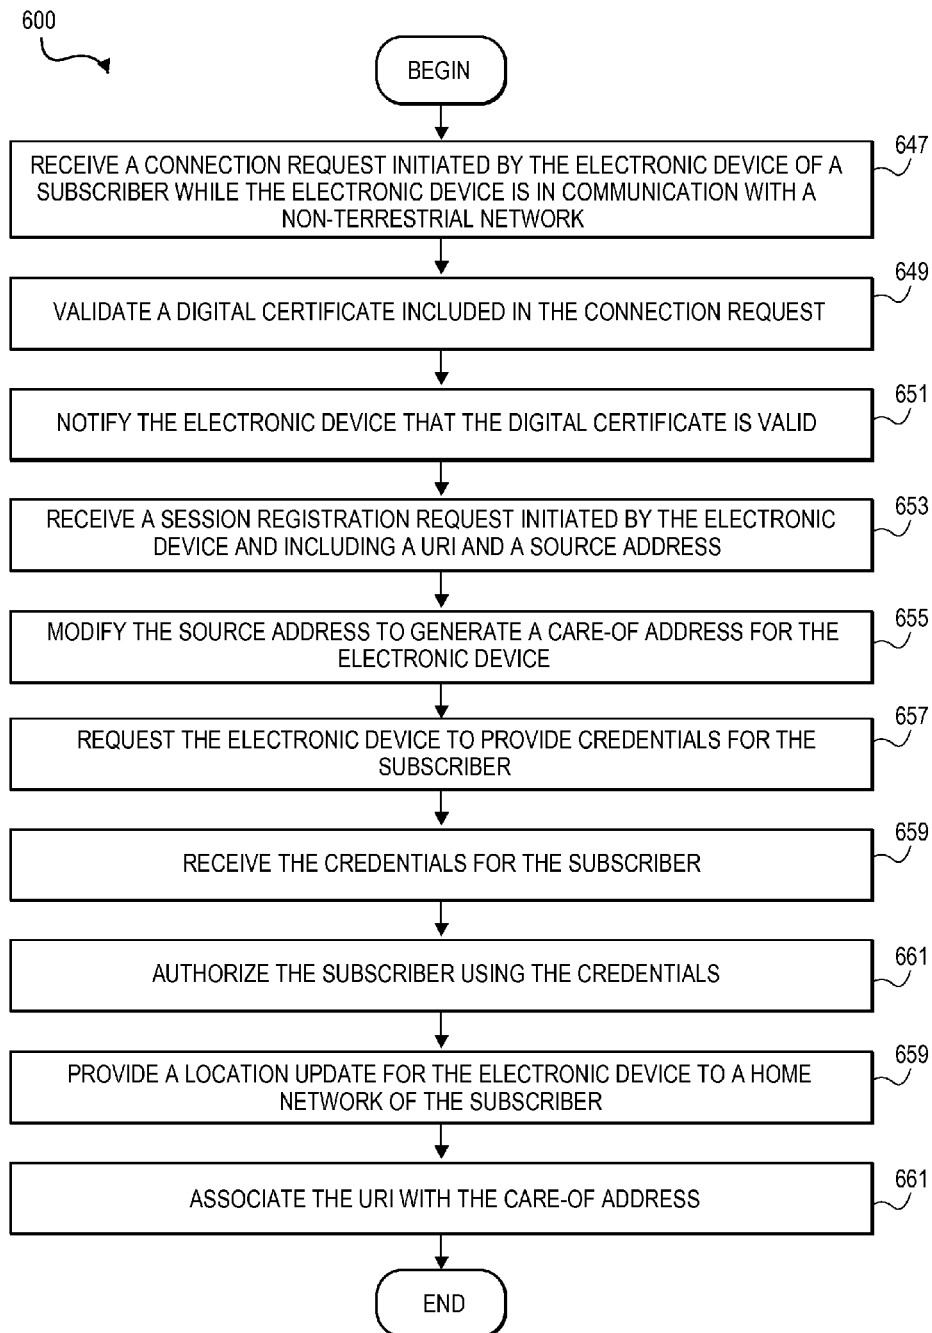 600
BEGIN
647
RECEIVE A CONNECTION REQUEST INITIATED BY THE ELECTRONIC DEVICE OF A
SUBSCRIBER WHILE THE ELECTRONIC DEVICE IS IN COMMUNICATION WITH A
NON-TERRESTRIAL NETWORK
649
VALIDATE A DIGITAL CERTIFICATE INCLUDED IN THE CONNECTION REQUEST
651
NOTIFY THE ELECTRONIC DEVICE THAT THE DIGITAL CERTIFICATE IS VALID
653
RECEIVE A SESSION REGISTRATION REQUEST INITIATED BY THE ELECTRONIC
DEVICE AND INCLUDING A URI AND A SOURCE ADDRESS
655
MODIFY THE SOURCE ADDRESS TO GENERATE A CARE-OF ADDRESS FOR THE
ELECTRONIC DEVICE
657
REQUEST THE ELECTRONIC DEVICE TO PROVIDE CREDENTIALS FOR THE
SUBSCRIBER
659
RECEIVE THE CREDENTIALS FOR THE SUBSCRIBER
661
AUTHORIZE THE SUBSCRIBER USING THE CREDENTIALS
659
PROVIDE A LOCATION UPDATE FOR THE ELECTRONIC DEVICE TO A HOME
NETWORK OF THE SUBSCRIBER
661
ASSOCIATE THE URI WITH THE CARE-OF ADDRESS
END